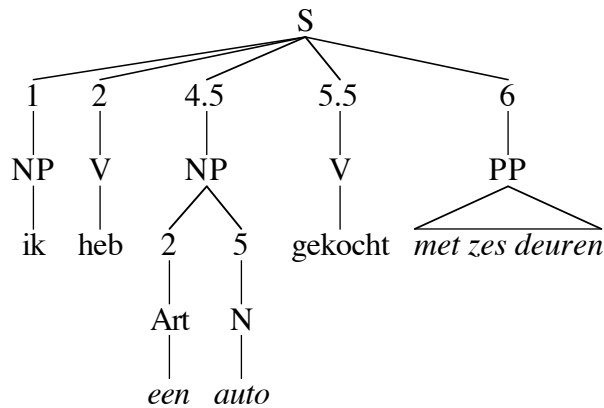 S
1 2 4.5 5.5 6
NP V NP V PP
ik heb 2 5 gekocht met zes deuren
Art N
een auto